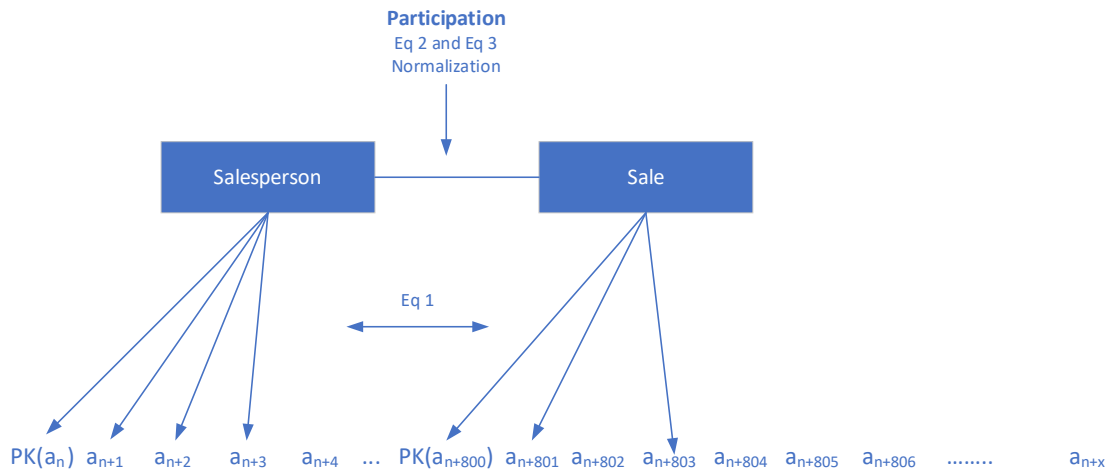 Participation
Eq 2 and Eq 3
Normalization
Salesperson
Sale
Eq 1
PK(aₙ) aₙ₊₁ aₙ₊₂ aₙ₊₃ aₙ₊₄ ... PK(aₙ₊₈₀₀) aₙ₊₈₀₁ aₙ₊₈₀₂ aₙ₊₈₀₃ aₙ₊₈₀₄ aₙ₊₈₀₅ aₙ₊₈₀₆ ........ aₙ₊ₓ